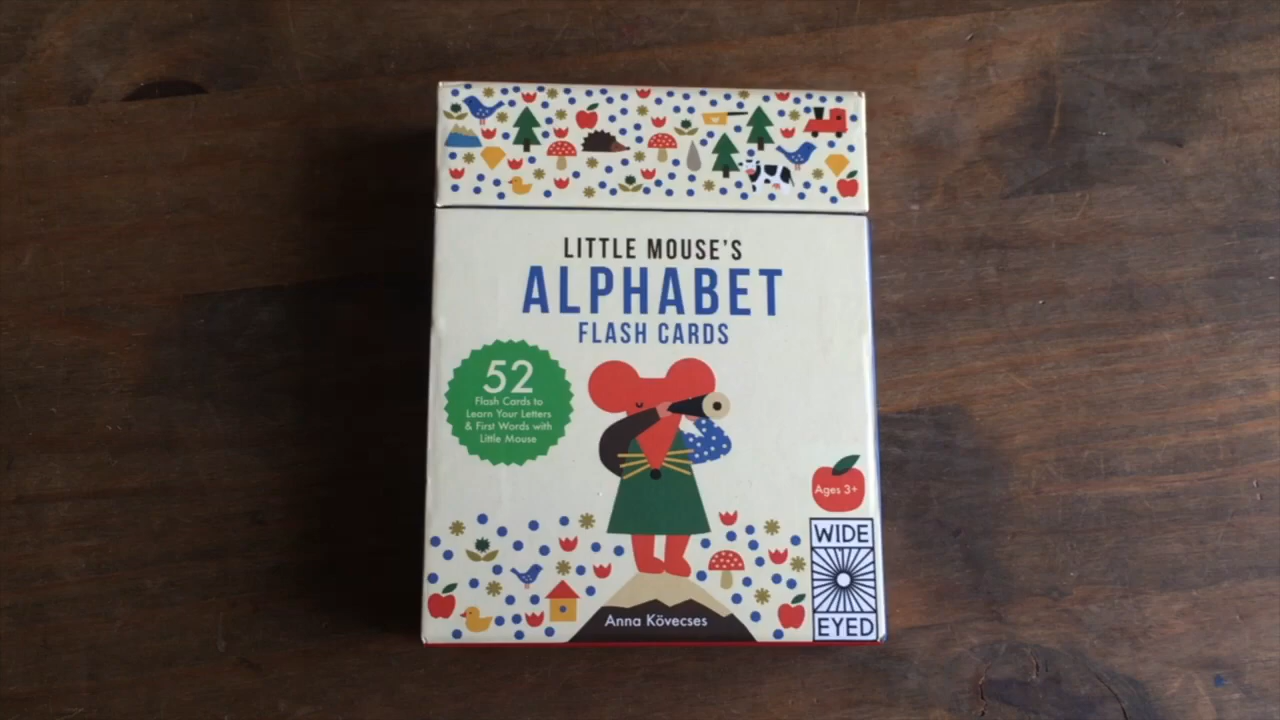 LITTLE MOUSE'S
ALPHABET
FLASH CARDS
52
Flash Cards to
Learn Your Letters
& First Words with
Little Mouse
Ages 3+
WIDE
EYED
Anna Kövecses